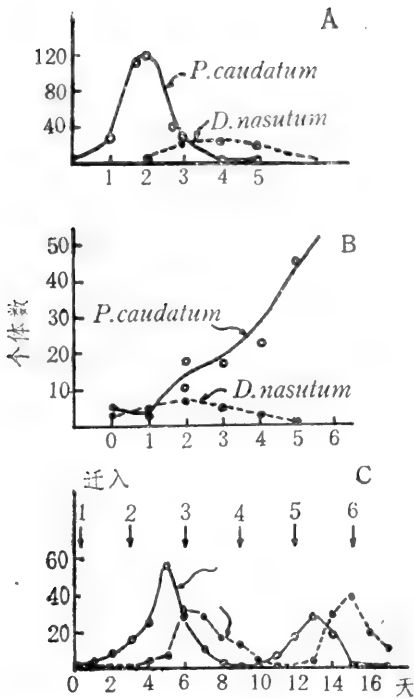 A
120
80
40
P.caudatum
D.nasutum
1 2 3 4 5
B
50
40
30
20
10
个体数
P.caudatum
D.nasutum
0 1 2 3 4 5 6
迁入
C
1 2 3 4 5 6
60
40
20
0 2 4 6 8 10 12 14 16 天